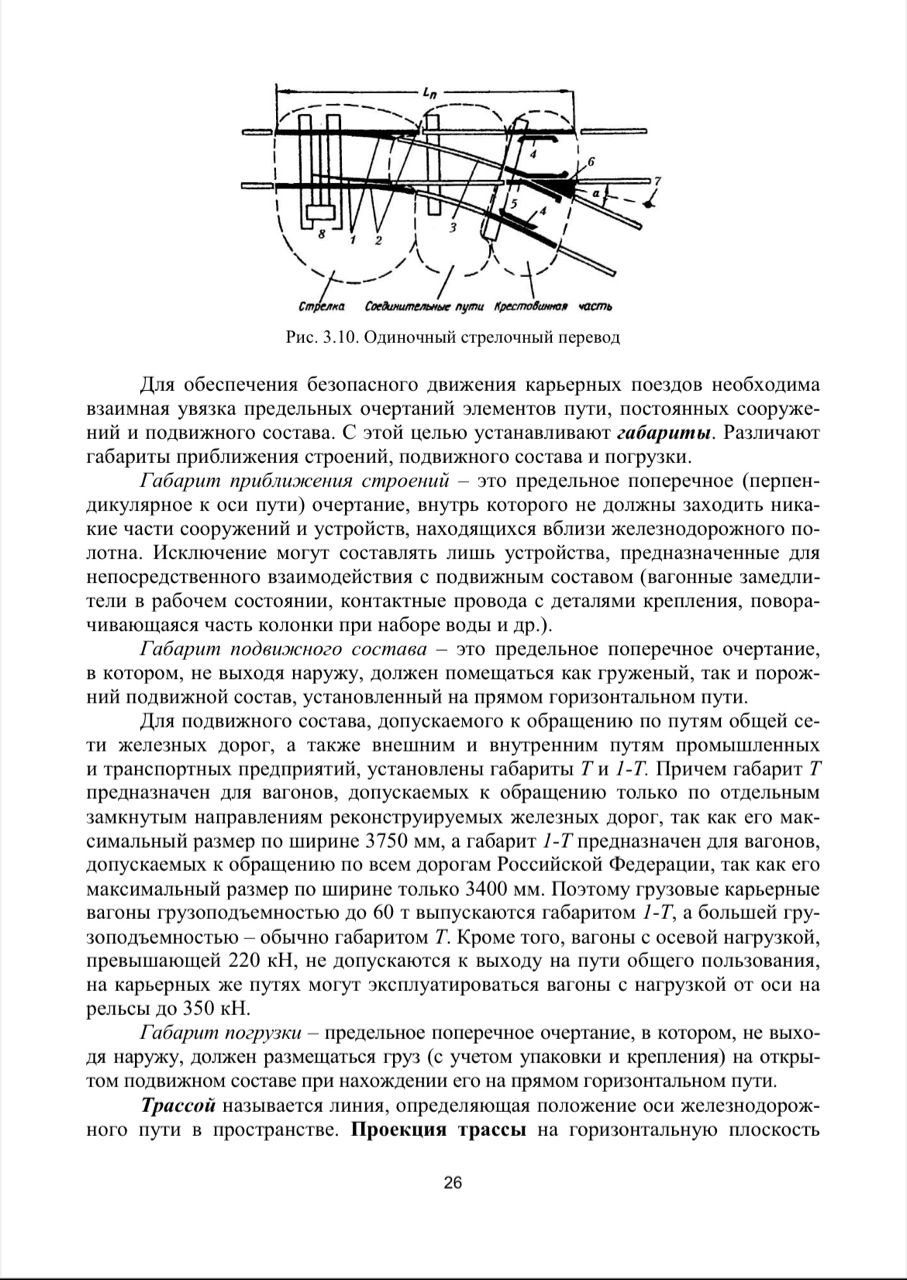 Lп
4
6
7
a
5
4
3
8
1
2
Стрелка Соединительные пути Крестовинная часть
Рис. 3.10. Одиночный стрелочный перевод
Для обеспечения безопасного движения карьерных поездов необходима
взаимная увязка предельных очертаний элементов пути, постоянных сооруже-
ний и подвижного состава. С этой целью устанавливают габариты. Различают
габариты приближения строений, подвижного состава и погрузки.
Габарит приближения строений – это предельное поперечное (перпен-
дикулярное к оси пути) очертание, внутрь которого не должны заходить ника-
кие части сооружений и устройств, находящихся вблизи железнодорожного по-
лотна. Исключение могут составлять лишь устройства, предназначенные для
непосредственного взаимодействия с подвижным составом (вагонные замедли-
тели в рабочем состоянии, контактные провода с деталями крепления, повора-
чивающаяся часть колонки при наборе воды и др.).
Габарит подвижного состава – это предельное поперечное очертание,
в котором, не выходя наружу, должен помещаться как груженый, так и порож-
ний подвижной состав, установленный на прямом горизонтальном пути.
Для подвижного состава, допускаемого к обращению по путям общей се-
ти железных дорог, а также внешним и внутренним путям промышленных
и транспортных предприятий, установлены габариты Т и 1-Т. Причем габарит Т
предназначен для вагонов, допускаемых к обращению только по отдельным
замкнутым направлениям реконструируемых железных дорог, так как его мак-
симальный размер по ширине 3750 мм, а габарит 1-Т предназначен для вагонов,
допускаемых к обращению по всем дорогам Российской Федерации, так как его
максимальный размер по ширине только 3400 мм. Поэтому грузовые карьерные
вагоны грузоподъемностью до 60 т выпускаются габаритом 1-Т, а большей гру-
зоподъемностью – обычно габаритом Т. Кроме того, вагоны с осевой нагрузкой,
превышающей 220 кН, не допускаются к выходу на пути общего пользования,
на карьерных же путях могут эксплуатироваться вагоны с нагрузкой от оси на
рельсы до 350 кН.
Габарит погрузки – предельное поперечное очертание, в котором, не выхо-
дя наружу, должен размещаться груз (с учетом упаковки и крепления) на откры-
том подвижном составе при нахождении его на прямом горизонтальном пути.
Трассой называется линия, определяющая положение оси железнодорож-
ного пути в пространстве. Проекция трассы на горизонтальную плоскость
26